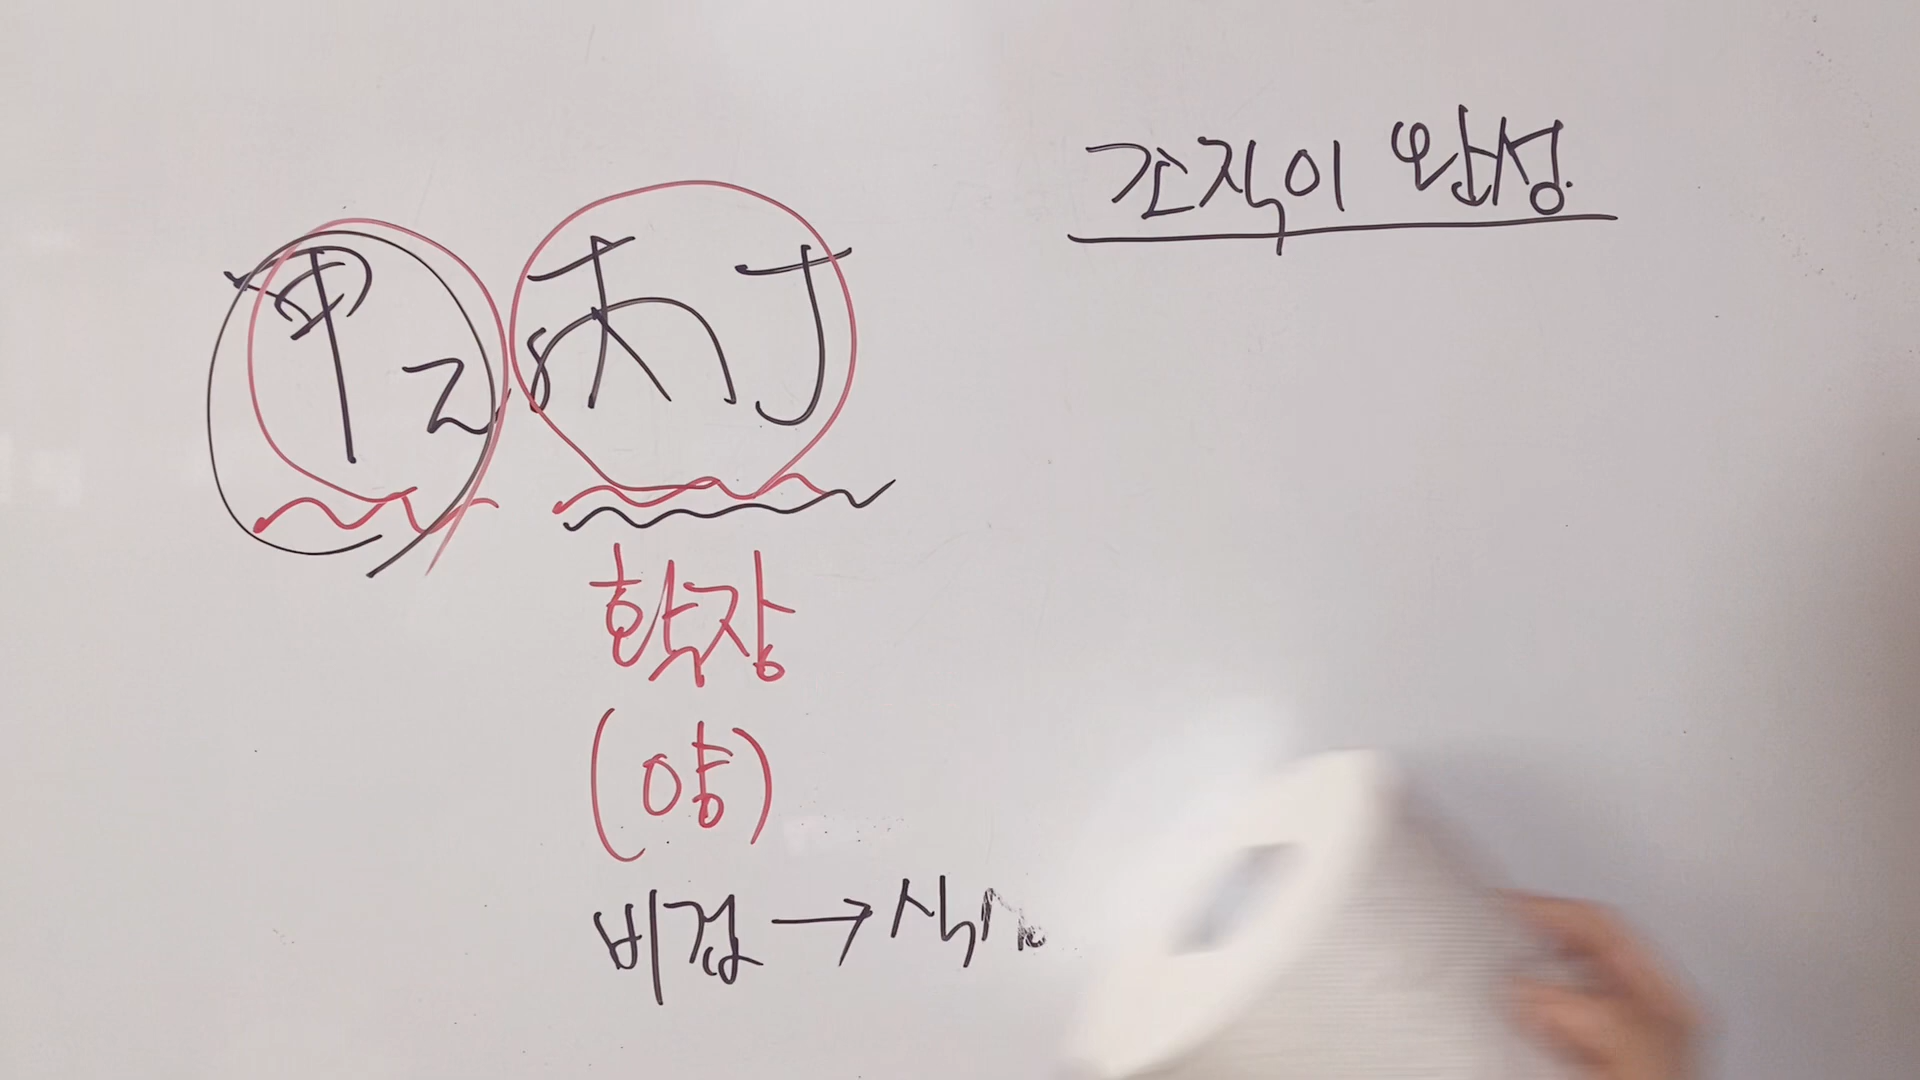 조직이 완성
甲乙 丙丁
확장
(양)
비겁 → 식